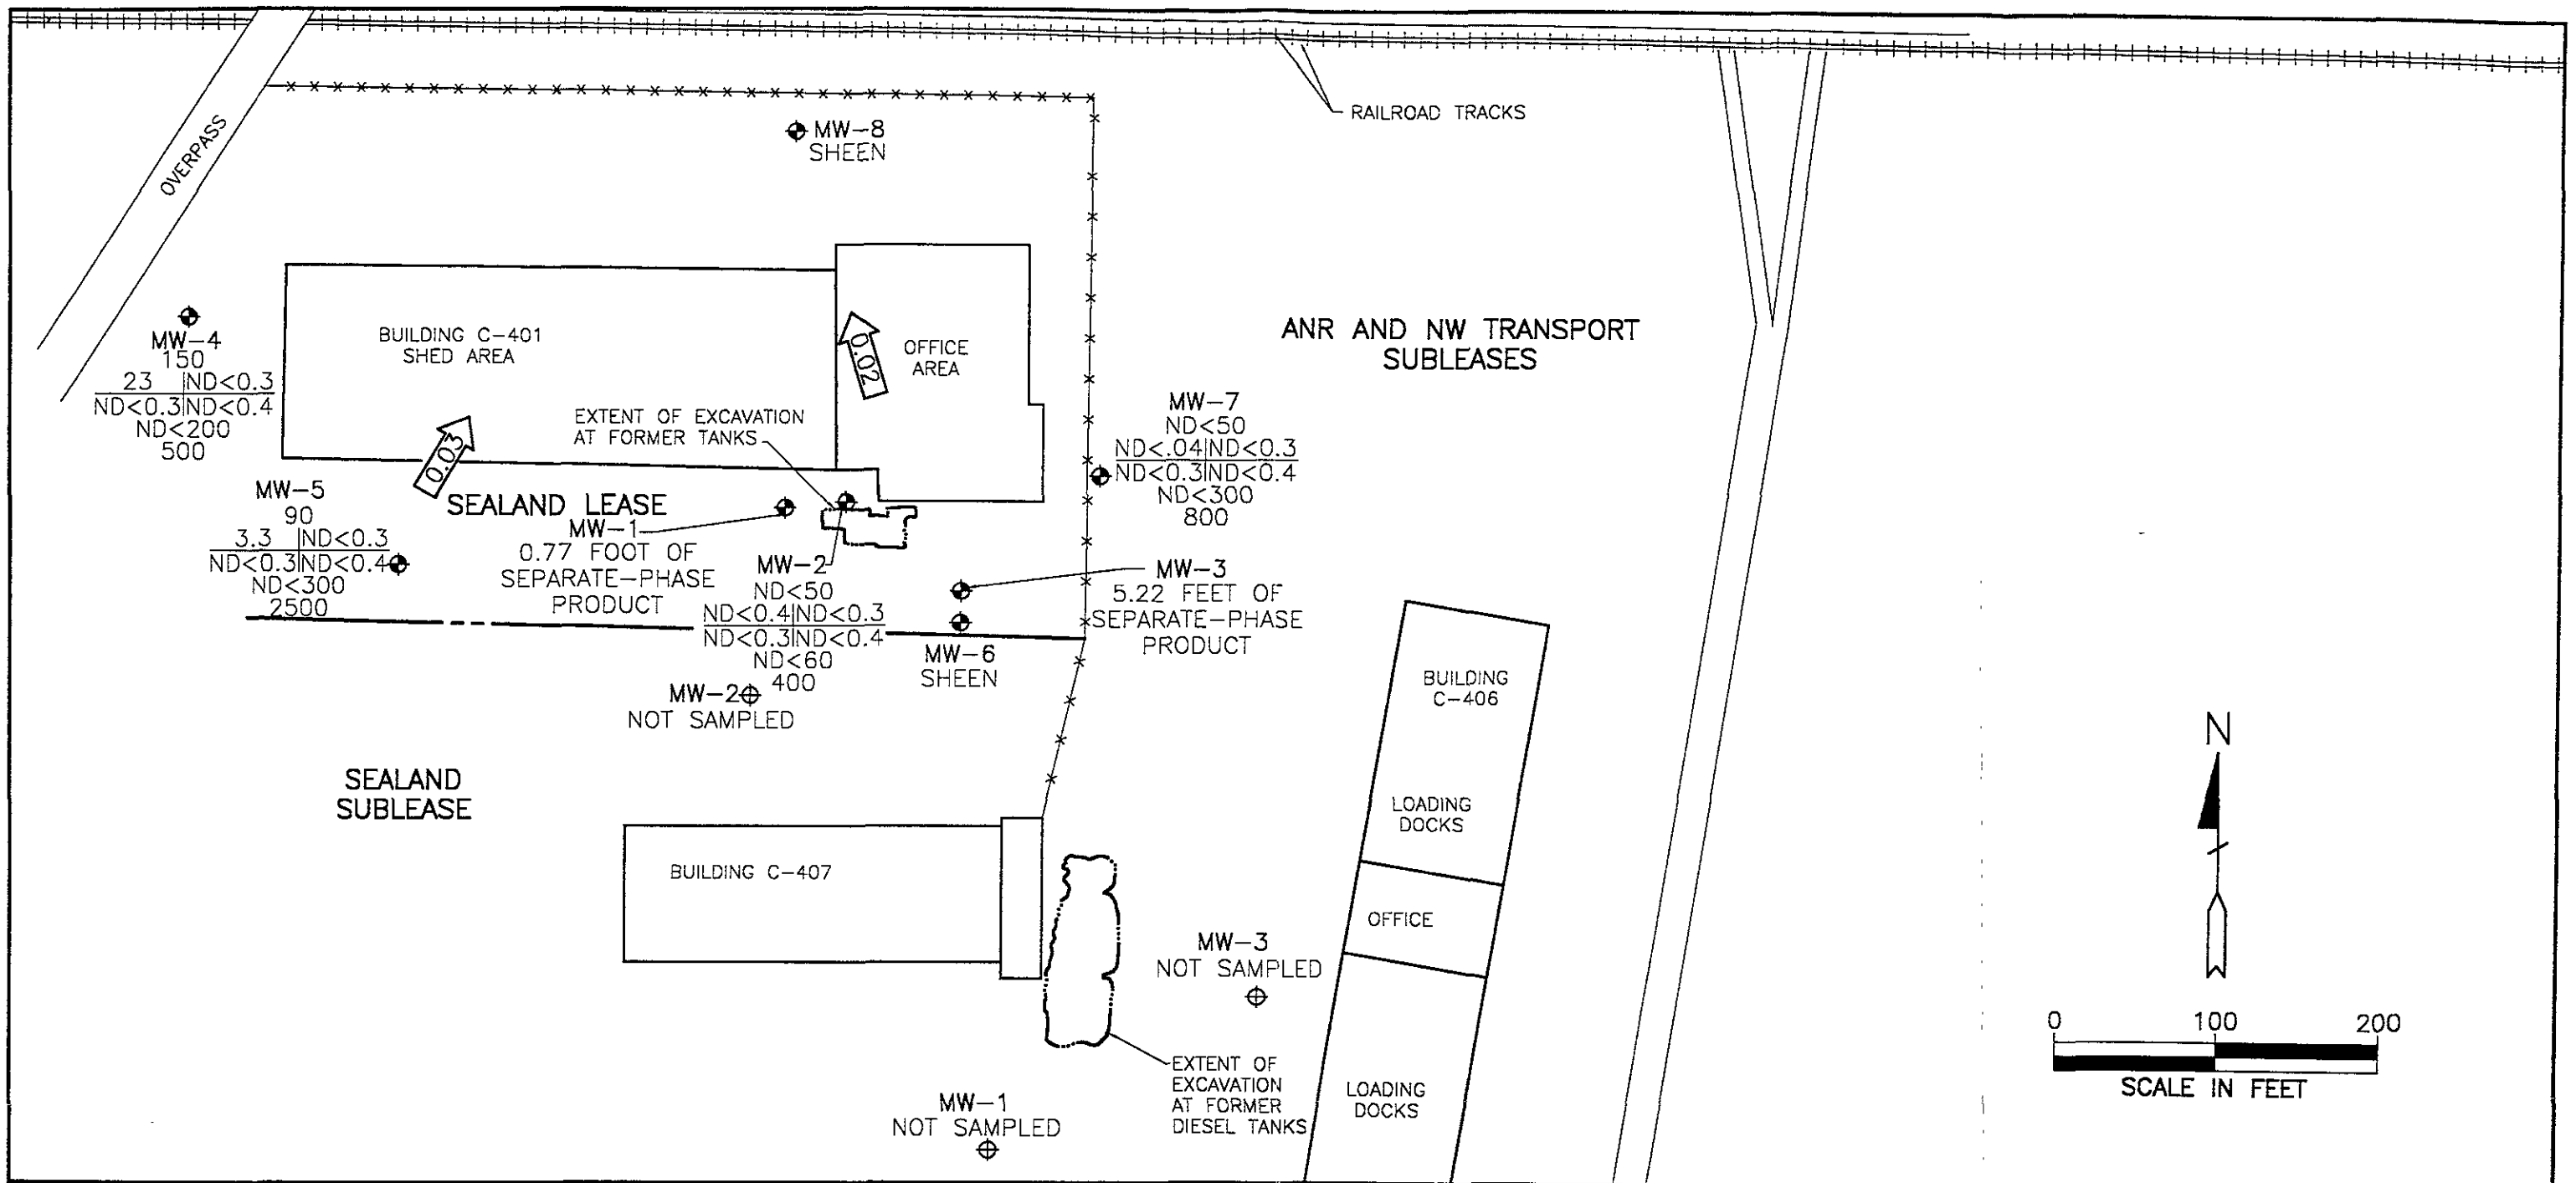 RAILROAD TRACKS
OVERPASS
MW-8
SHEEN
MW-4
150
23 ND<0.3
ND<0.3 ND<0.4
ND<200
500
BUILDING C-401
SHED AREA
0.02
OFFICE
AREA
ANR AND NW TRANSPORT
SUBLEASES
EXTENT OF EXCAVATION
AT FORMER TANKS
0.03
MW-7
ND<50
ND<.04 ND<0.3
ND<0.3 ND<0.4
ND<300
800
MW-5
90
3.3 ND<0.3
ND<0.3 ND<0.4
ND<300
2500
SEALAND LEASE
MW-1
0.77 FOOT OF
SEPARATE-PHASE
PRODUCT
MW-2
ND<50
ND<0.4 ND<0.3
ND<0.3 ND<0.4
ND<60
400
MW-3
5.22 FEET OF
SEPARATE-PHASE
PRODUCT
MW-6
SHEEN
MW-2
NOT SAMPLED
SEALAND
SUBLEASE
BUILDING C-407
BUILDING
C-406
LOADING
DOCKS
OFFICE
LOADING
DOCKS
MW-3
NOT SAMPLED
EXTENT OF
EXCAVATION
AT FORMER
DIESEL TANKS
MW-1
NOT SAMPLED
N
0 100 200
SCALE IN FEET